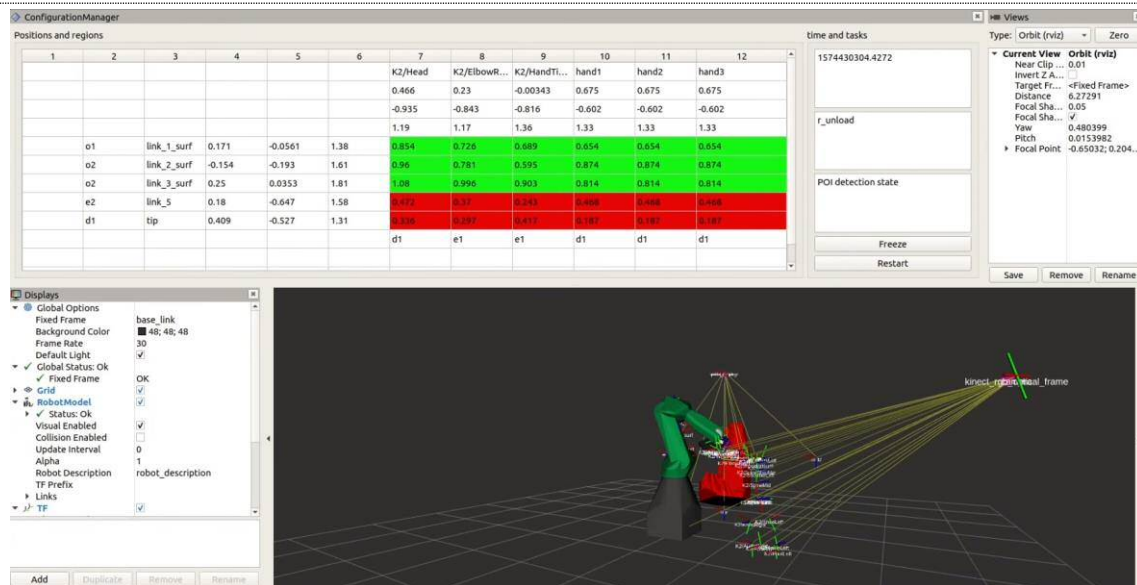 ConfigurationManager
Positions and regions
1 2 3 4 5 6 7 8 9 10 11 12
K2/Head K2/ElbowR... K2/HandTi... hand1 hand2 hand3
0.466 0.23 -0.00343 0.675 0.675 0.675
-0.935 -0.843 -0.816 -0.602 -0.602 -0.602
1.19 1.17 1.36 1.33 1.33 1.33
o1 link_1_surf 0.171 -0.0561 1.38 0.854 0.726 0.689 0.654 0.654 0.654
o2 link_2_surf -0.154 -0.193 1.61 0.96 0.781 0.595 0.874 0.874 0.874
o2 link_3_surf 0.25 0.0353 1.81 1.08 0.996 0.903 0.814 0.814 0.814
e2 link_5 0.18 -0.647 1.58 0.472 0.37 0.243 0.468 0.468 0.468
d1 tip 0.409 -0.527 1.31 0.336 0.297 0.417 0.187 0.187 0.187
d1 e1 e1 d1 d1 d1
time and tasks
1574430304.4272
r_unload
POI detection state
Freeze
Restart
Views
Type: Orbit (rviz) Zero
Current View Orbit (rviz)
Near Clip ... 0.01
Invert Z A...
Target Fr... <Fixed Frame>
Distance 6.27291
Focal Sha... 0.05
Focal Sha...
Yaw 0.480399
Pitch 0.0153982
Focal Point -0.65032; 0.204...
Save Remove Rename
Displays
Global Options
Fixed Frame base_link
Background Color 48; 48; 48
Frame Rate 30
Default Light
Global Status: Ok
Fixed Frame OK
Grid
RobotModel
Status: Ok
Visual Enabled
Collision Enabled
Update Interval 0
Alpha 1
Robot Description robot_description
TF Prefix
Links
TF
Add Duplicate Remove Rename